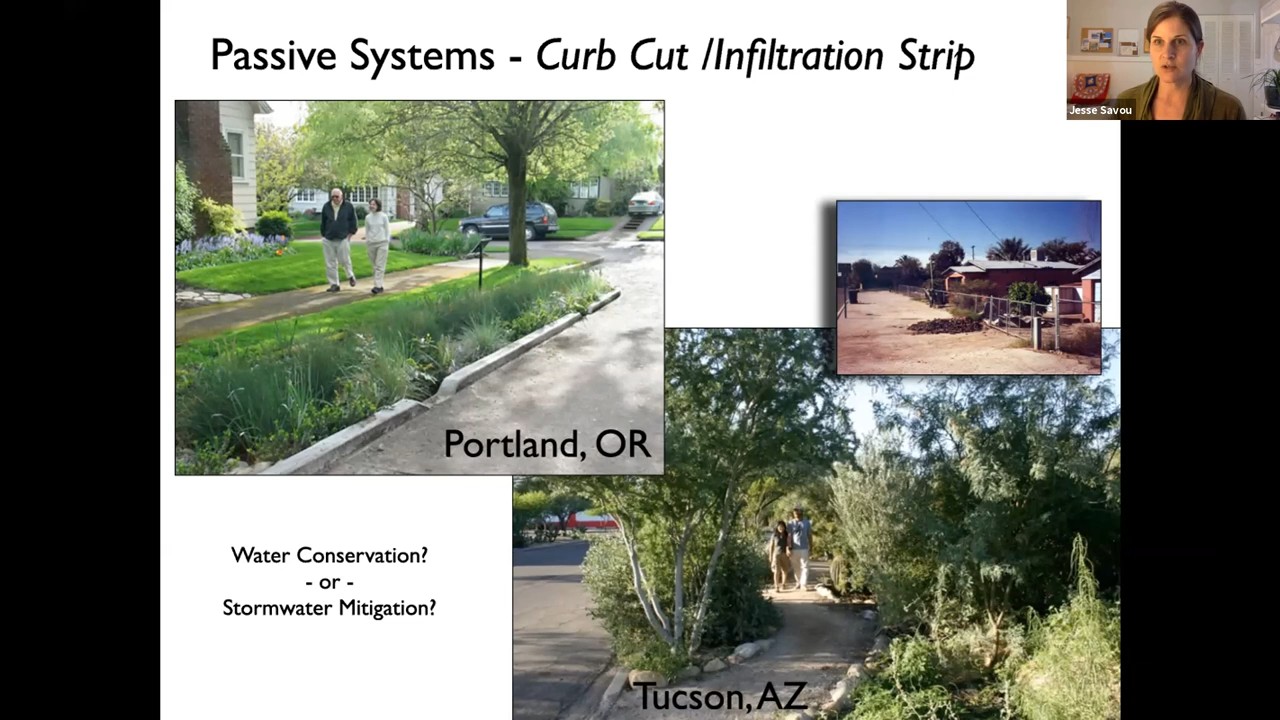 Passive Systems - Curb Cut /Infiltration Strip
Jesse Savou
Portland, OR
Water Conservation?
- or -
Stormwater Mitigation?
Tucson, AZ